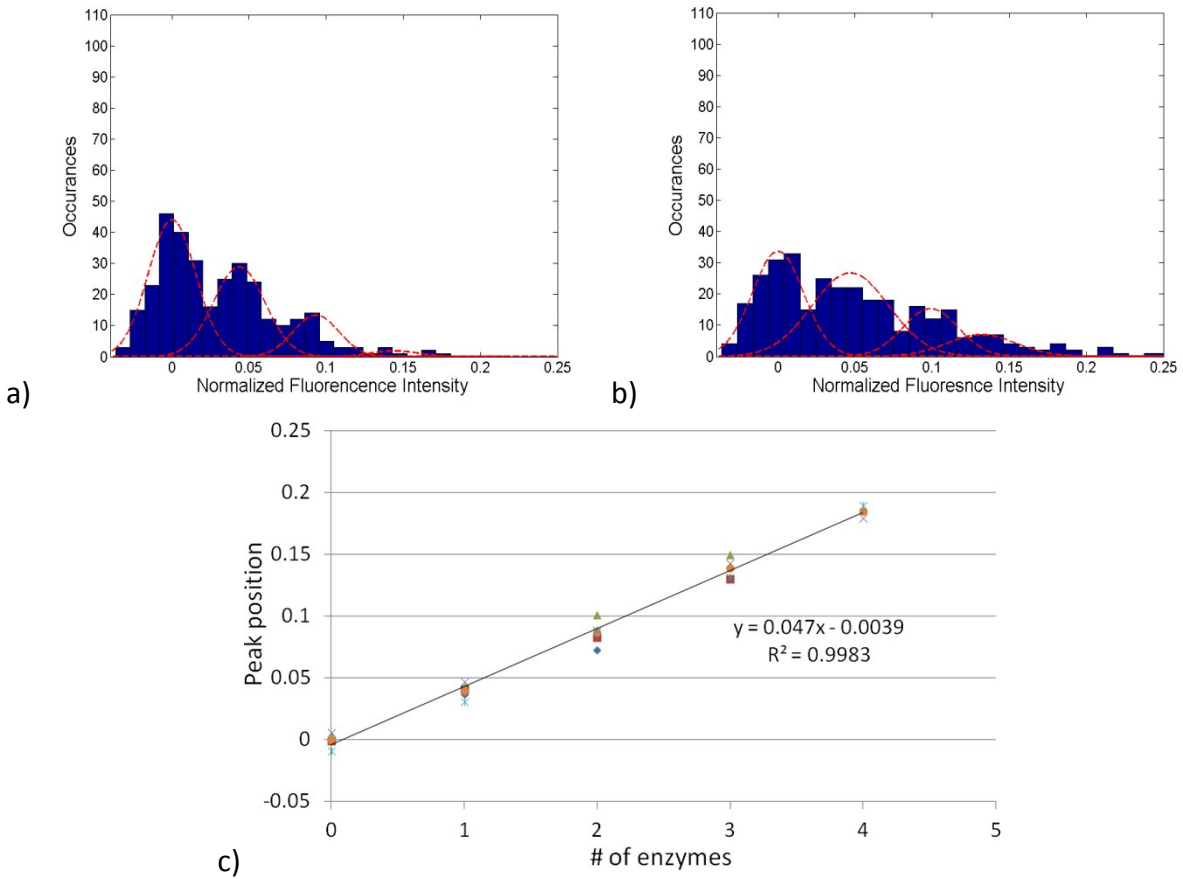 110
100
90
80
70
60
50
40
30
20
10
0
Occurances
0 0.05 0.1 0.15 0.2 0.25
Normalized Fluorencence Intensity
a)
110
100
90
80
70
60
50
40
30
20
10
0
Occurances
0 0.05 0.1 0.15 0.2 0.25
Normalized Fluoresnce Intensity
b)
0.25
0.2
0.15
0.1
0.05
0
-0.05
Peak position
y = 0.047x - 0.0039
R² = 0.9983
0 1 2 3 4 5
# of enzymes
c)